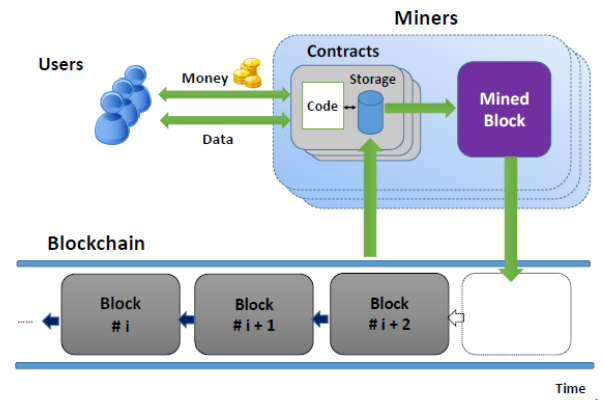 Miners
Contracts
Users
Money
Storage
Code
Mined
Block
Data
Blockchain
......
Block
# i
Block
# i + 1
Block
# i + 2
Time